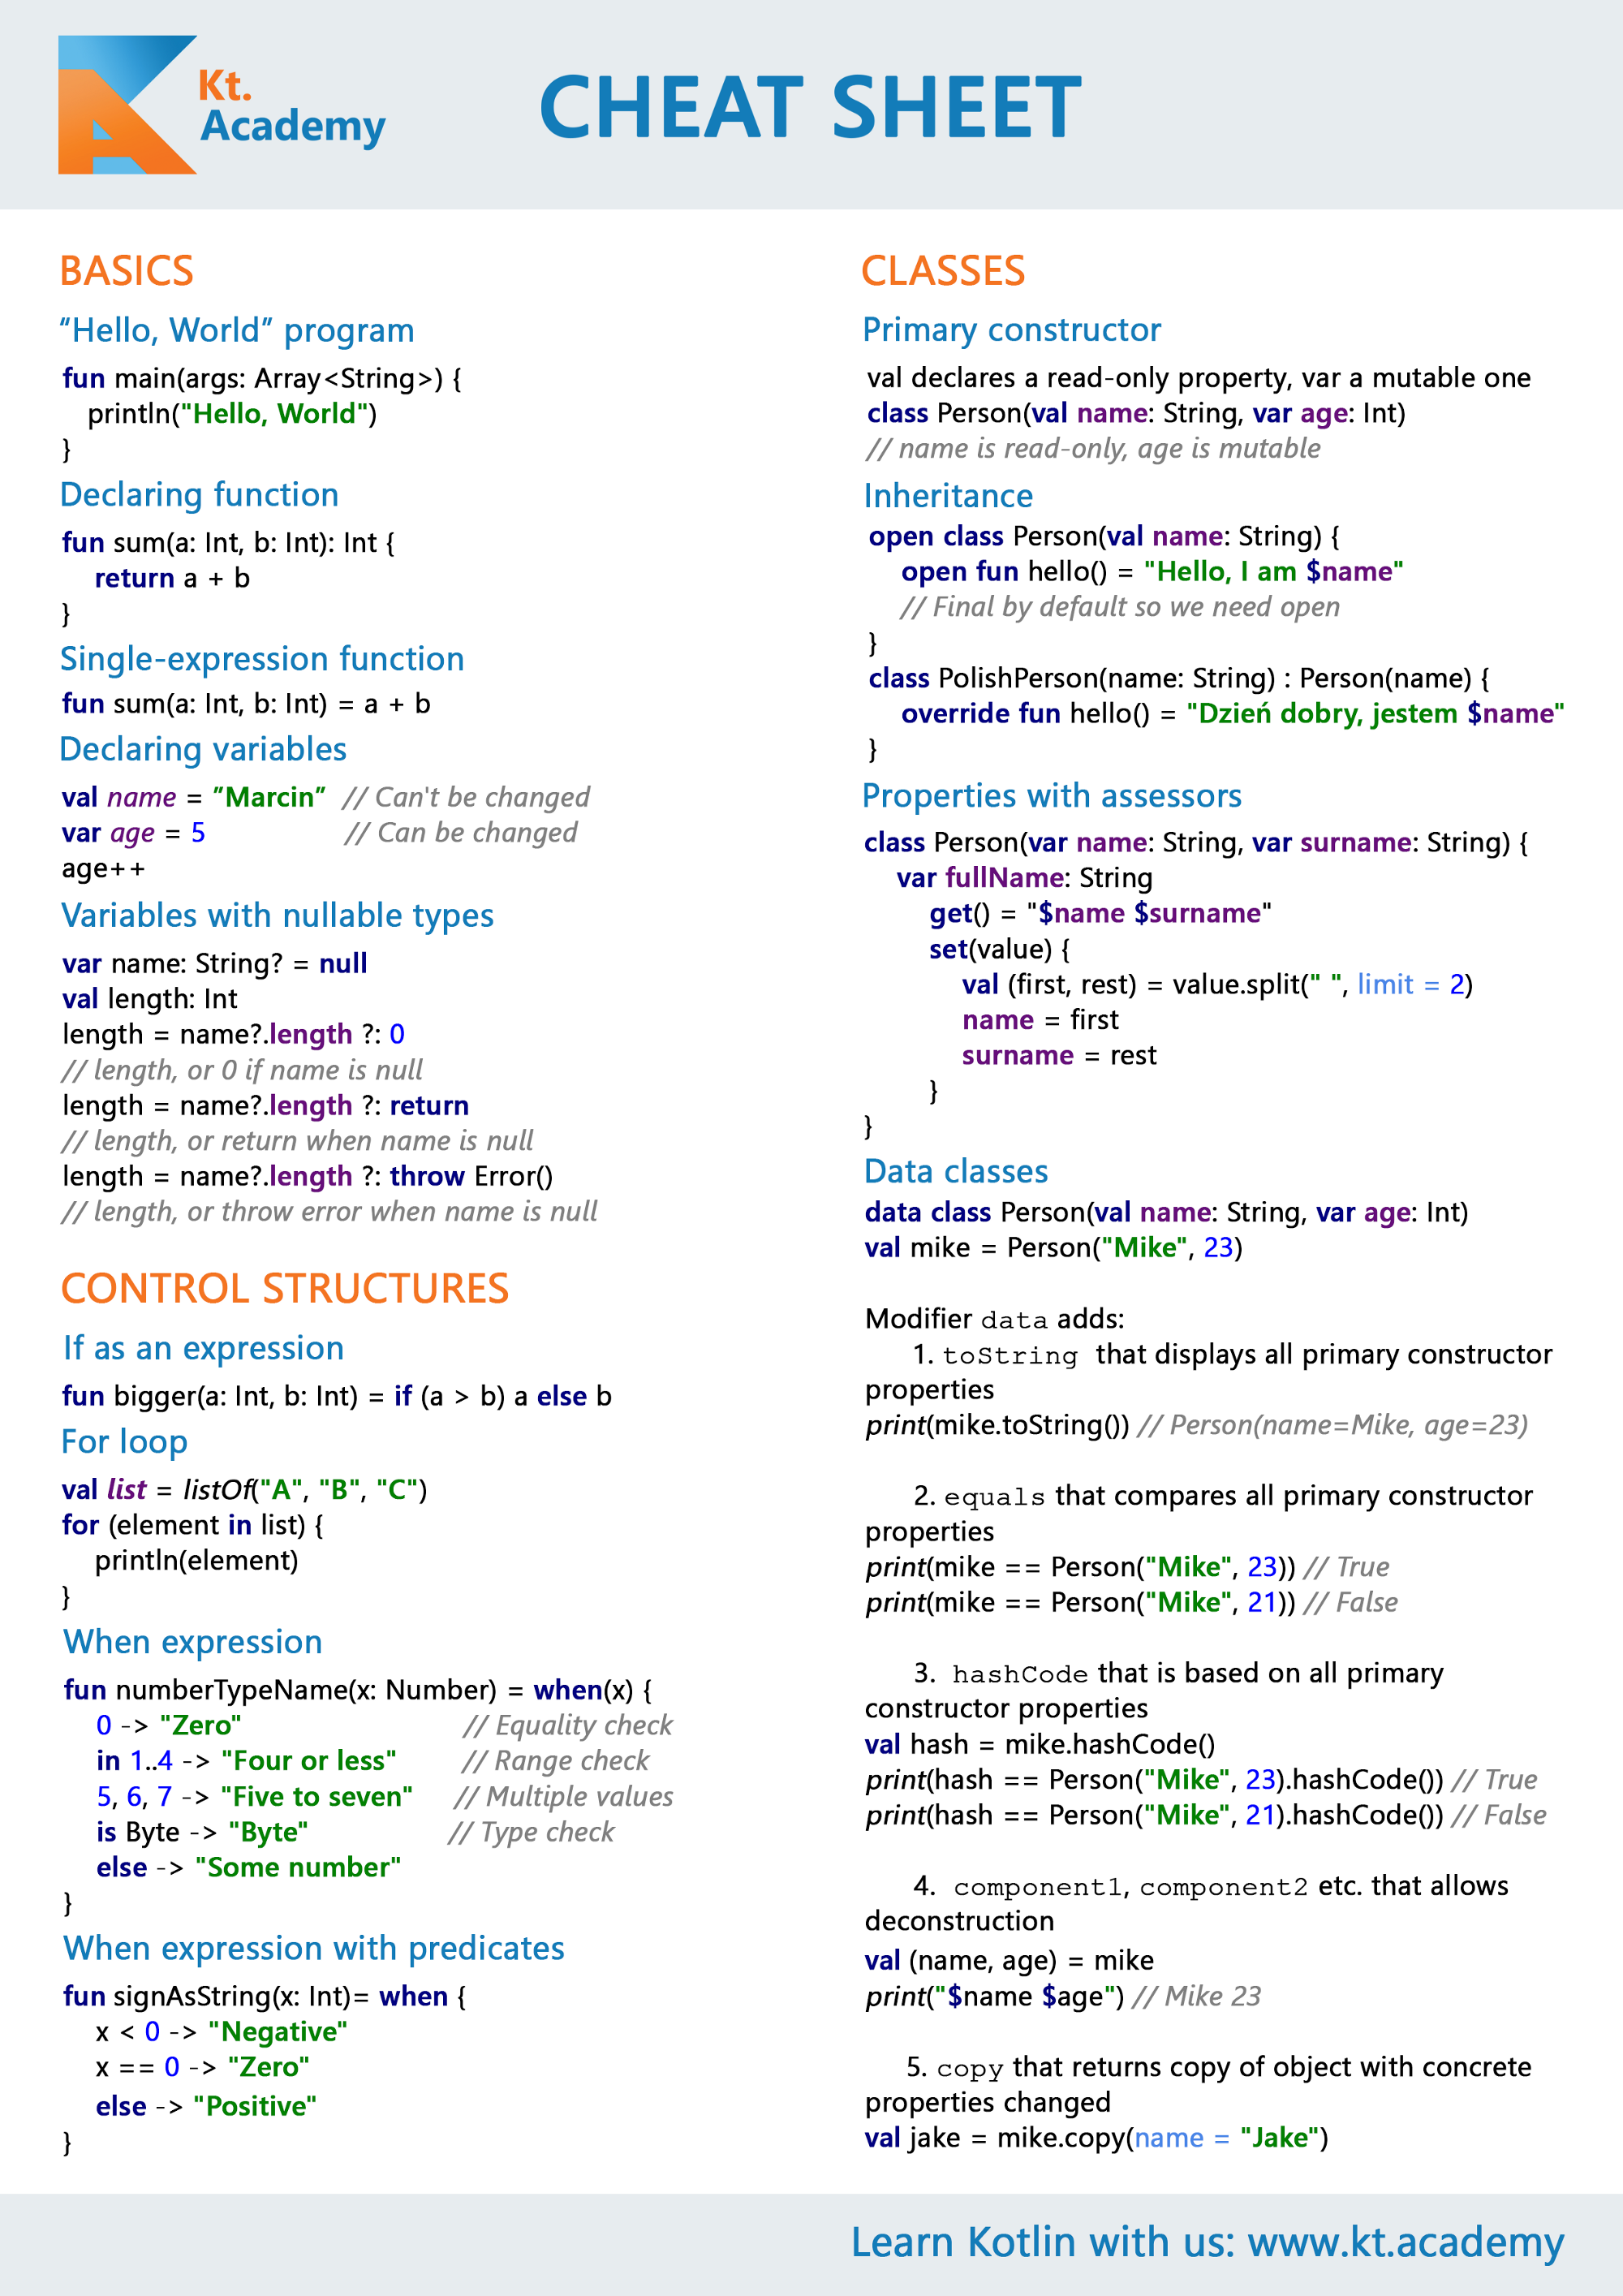 Kt.
Academy
CHEAT SHEET
BASICS
“Hello, World” program
fun main(args: Array<String>) {
    println("Hello, World")
}
Declaring function
fun sum(a: Int, b: Int): Int {
    return a + b
}
Single-expression function
fun sum(a: Int, b: Int) = a + b
Declaring variables
val name = ”Marcin”  // Can't be changed
var age = 5  // Can be changed
age++
Variables with nullable types
var name: String? = null
val length: Int
length = name?.length ?: 0
// length, or 0 if name is null
length = name?.length ?: return
// length, or return when name is null
length = name?.length ?: throw Error()
// length, or throw error when name is null
CONTROL STRUCTURES
If as an expression
fun bigger(a: Int, b: Int) = if (a > b) a else b
For loop
val list = listOf("A", "B", "C")
for (element in list) {
    println(element)
}
When expression
fun numberTypeName(x: Number) = when(x) {
    0 -> "Zero"  // Equality check
    in 1..4 -> "Four or less"  // Range check
    5, 6, 7 -> "Five to seven"  // Multiple values
    is Byte -> "Byte"  // Type check
    else -> "Some number"
}
When expression with predicates
fun signAsString(x: Int)= when {
    x < 0 -> "Negative"
    x == 0 -> "Zero"
    else -> "Positive"
}
CLASSES
Primary constructor
val declares a read-only property, var a mutable one
class Person(val name: String, var age: Int)
// name is read-only, age is mutable
Inheritance
open class Person(val name: String) {
    open fun hello() = "Hello, I am $name"
    // Final by default so we need open
}
class PolishPerson(name: String) : Person(name) {
    override fun hello() = "Dzień dobry, jestem $name"
}
Properties with assessors
class Person(var name: String, var surname: String) {
    var fullName: String
        get() = "$name $surname"
        set(value) {
            val (first, rest) = value.split(" ", limit = 2)
            name = first
            surname = rest
        }
}
Data classes
data class Person(val name: String, var age: Int)
val mike = Person("Mike", 23)
Modifier data adds:
1. toString that displays all primary constructor
properties
print(mike.toString()) // Person(name=Mike, age=23)
2. equals that compares all primary constructor
properties
print(mike == Person("Mike", 23)) // True
print(mike == Person("Mike", 21)) // False
3. hashCode that is based on all primary
constructor properties
val hash = mike.hashCode()
print(hash == Person("Mike", 23).hashCode()) // True
print(hash == Person("Mike", 21).hashCode()) // False
4. component1, component2 etc. that allows
deconstruction
val (name, age) = mike
print("$name $age") // Mike 23
5. copy that returns copy of object with concrete
properties changed
val jake = mike.copy(name = "Jake")
Learn Kotlin with us: www.kt.academy